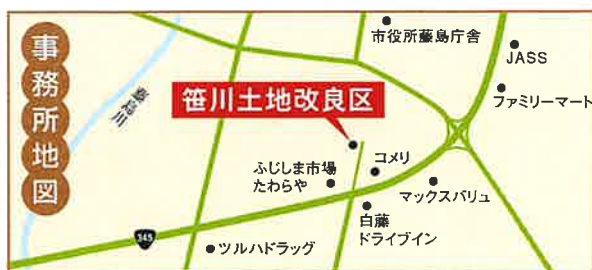 事務所地図
藤島川
市役所藤島庁舎
JASS
ファミリーマート
笹川土地改良区
コメリ
ふじしま市場
たわらや
マックスバリュ
白藤
ドライブイン
345
ツルハドラッグ